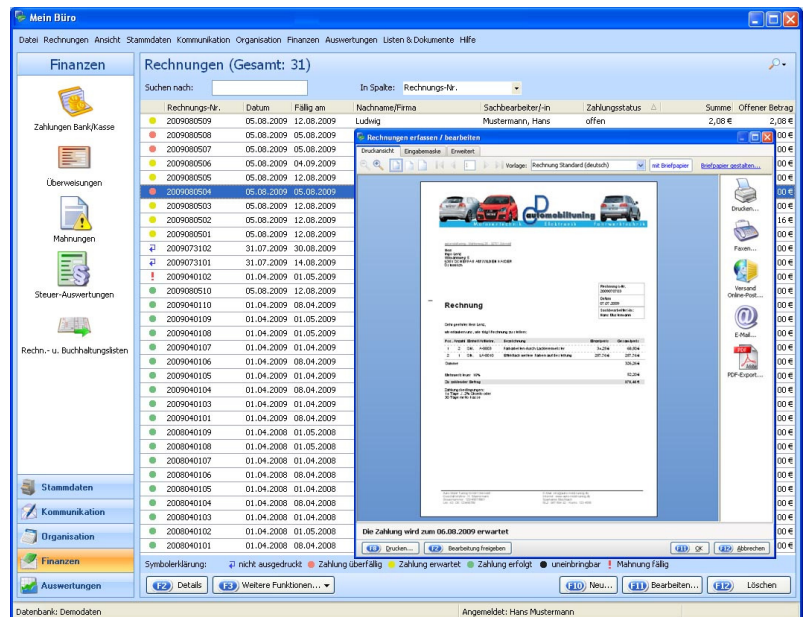 Mein Büro
Datei Rechnungen Ansicht Stammdaten Kommunikation Organisation Finanzen Auswertungen Listen & Dokumente Hilfe
Finanzen
Zahlungen Bank/Kasse
Überweisungen
Mahnungen
Steuer-Auswertungen
Rechn.- u. Buchhaltungslisten
Stammdaten
Kommunikation
Organisation
Finanzen
Auswertungen
Rechnungen (Gesamt: 31)
Suchen nach: In Spalte: Rechnungs-Nr.
Rechnungs-Nr. Datum Fällig am Nachname/Firma Sachbearbeiter/-in Zahlungsstatus Summe Offener Betrag
2009080509 05.08.2009 12.08.2009 Ludwig Mustermann, Hans offen 2,08 € 2,08 €
2009080508 05.08.2009 05.08.2009
2009080507 05.08.2009 05.08.2009
2009080506 05.08.2009 04.09.2009
2009080505 05.08.2009 12.08.2009
2009080504 05.08.2009 05.08.2009
2009080503 05.08.2009 12.08.2009
2009080502 05.08.2009 12.08.2009
2009080501 05.08.2009 12.08.2009
2009073102 31.07.2009 30.08.2009
2009073101 31.07.2009 14.08.2009
2009040102 01.04.2009 01.05.2009
2009080510 05.08.2009 12.08.2009
2009040110 01.04.2009 08.04.2009
2009040109 01.04.2009 01.05.2009
2009040108 01.04.2009 01.05.2009
2009040107 01.04.2009 01.04.2009
2009040106 01.04.2009 08.04.2009
2009040105 01.04.2009 01.04.2009
2009040104 01.04.2009 08.04.2009
2009040103 01.04.2009 01.05.2009
2009040101 01.04.2009 08.04.2009
2008040109 01.04.2008 01.05.2008
2008040108 01.04.2008 01.05.2008
2008040107 01.04.2008 01.04.2008
2008040106 01.04.2008 08.04.2008
2008040105 01.04.2008 01.04.2008
2008040104 01.04.2008 08.04.2008
2008040103 01.04.2008 01.04.2008
2008040102 01.04.2008 01.05.2008
2008040101 01.04.2008 08.04.2008
Rechnungen erfassen / bearbeiten
Druckansicht Eingabemaske Erweitert
Vorlage: Rechnung Standard (deutsch) mit Briefpapier Briefpapier gestalten...
automobiltuning
Rechnung
Drucken...
Faxen...
Versand Online-Post...
E-Mail...
PDF-Export...
Die Zahlung wird zum 06.08.2009 erwartet
F8 Drucken... F2 Bearbeitung freigeben F11 OK F12 Abbrechen
Symbolerklärung: nicht ausgedruckt Zahlung überfällig Zahlung erwartet Zahlung erfolgt uneinbringbar ! Mahnung fällig
F2 Details F3 Weitere Funktionen... F10 Neu... F11 Bearbeiten... F12 Löschen
Datenbank: Demodaten Angemeldet: Hans Mustermann